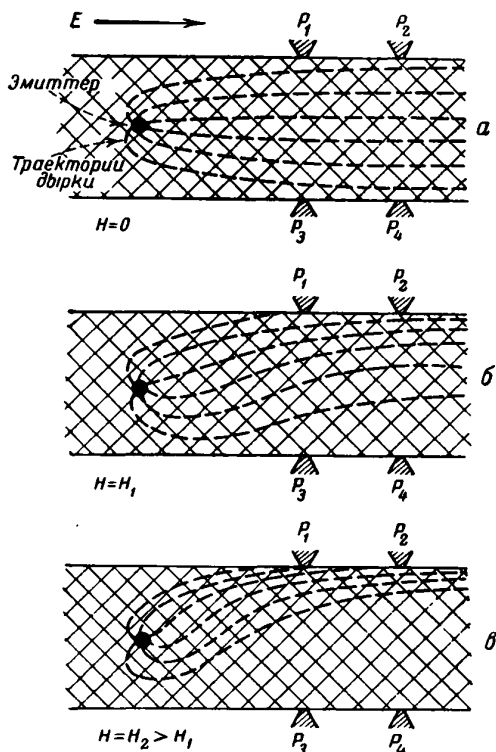 E P₁ P₂
Эмиттер
Траектории
дырки
а
H=0 P₃ P₄
P₁ P₂
б
H=H₁ P₃ P₄
P₁ P₂
в
H=H₂>H₁ P₃ P₄